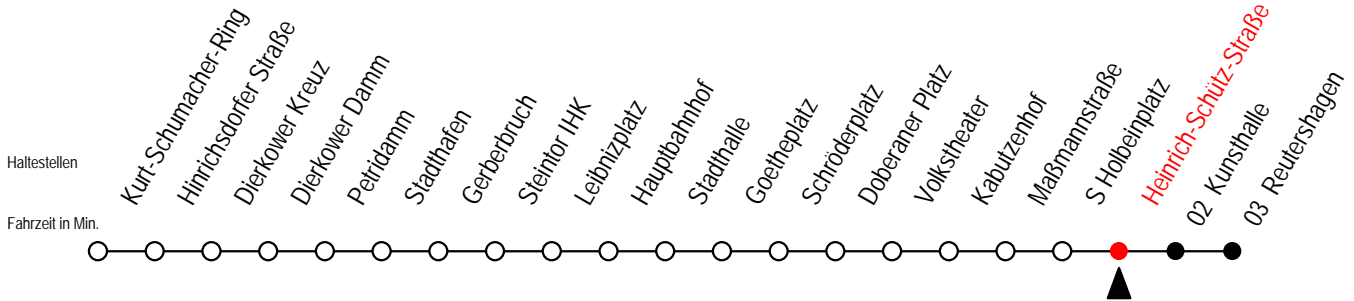 Haltestellen
Fahrzeit in Min.
Kurt-Schumacher-Ring
Hinrichsdorfer Straße
Dierkower Kreuz
Dierkower Damm
Petridamm
Stadthafen
Gerberbruch
Steintor IHK
Leibnizplatz
Hauptbahnhof
Stadthalle
Goetheplatz
Schröderplatz
Doberaner Platz
Volkstheater
Kabutzenhof
Maßmannstraße
S Holbeinplatz
Heinrich-Schütz-Straße
02 Kunsthalle
03 Reutershagen